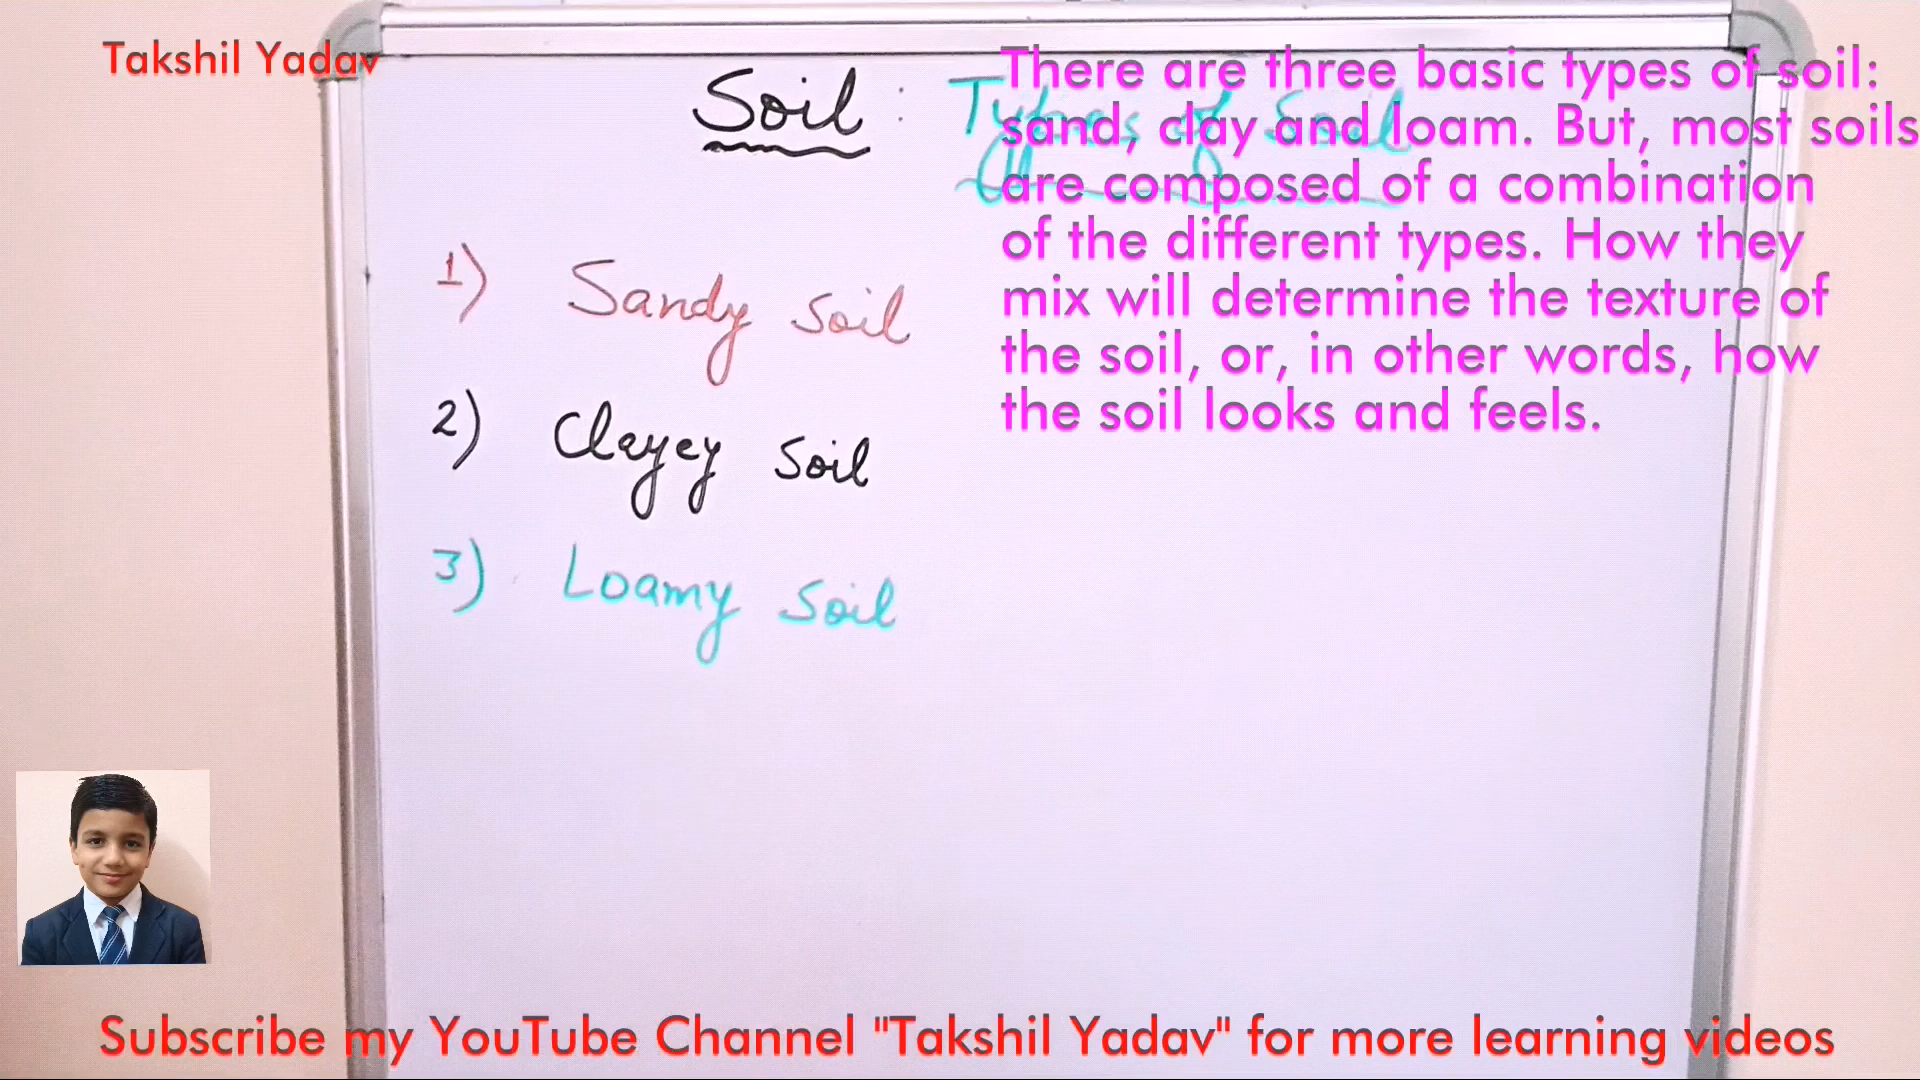 Takshil Yadav
Soil : Types of Soil
There are three basic types of soil:
sand, clay and loam. But, most soils
are composed of a combination
of the different types. How they
mix will determine the texture of
the soil, or, in other words, how
the soil looks and feels.
1) Sandy Soil
2) Clayey Soil
3) Loamy Soil
Subscribe my YouTube Channel "Takshil Yadav" for more learning videos